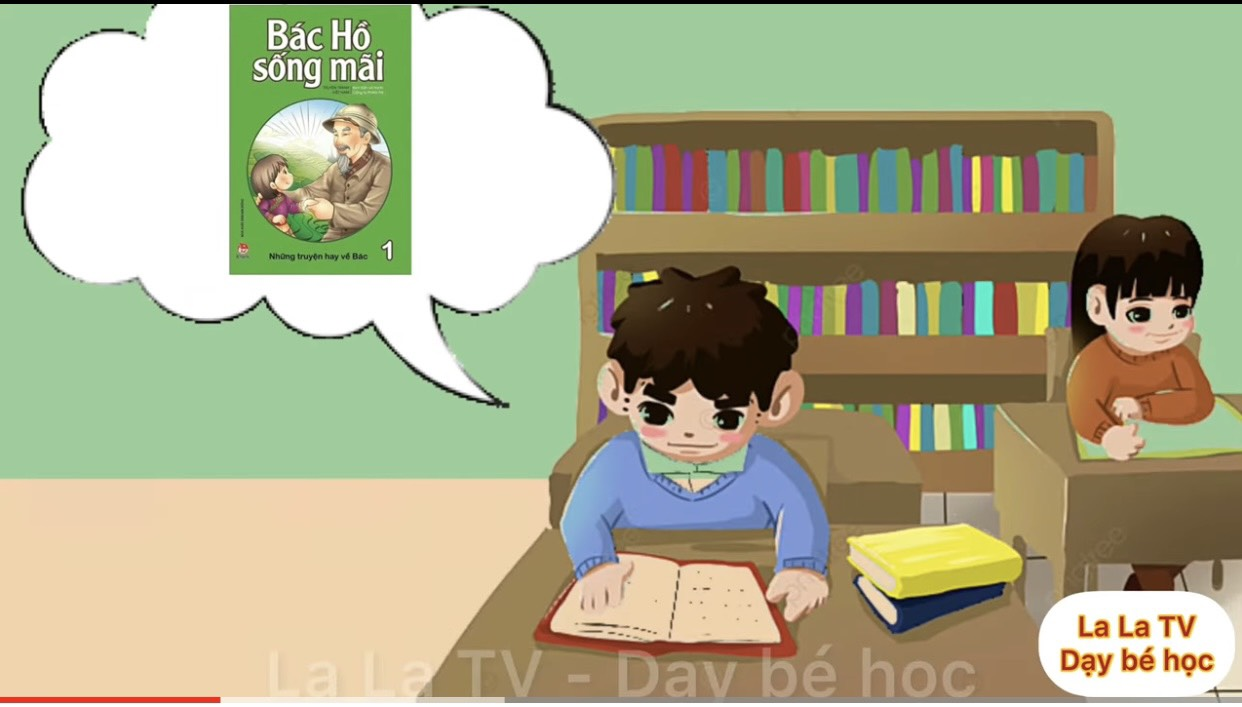 Bác Hồ
sống mãi
Những truyện hay về Bác 1
La La TV
Dạy bé học
La La TV - Dạy bé học